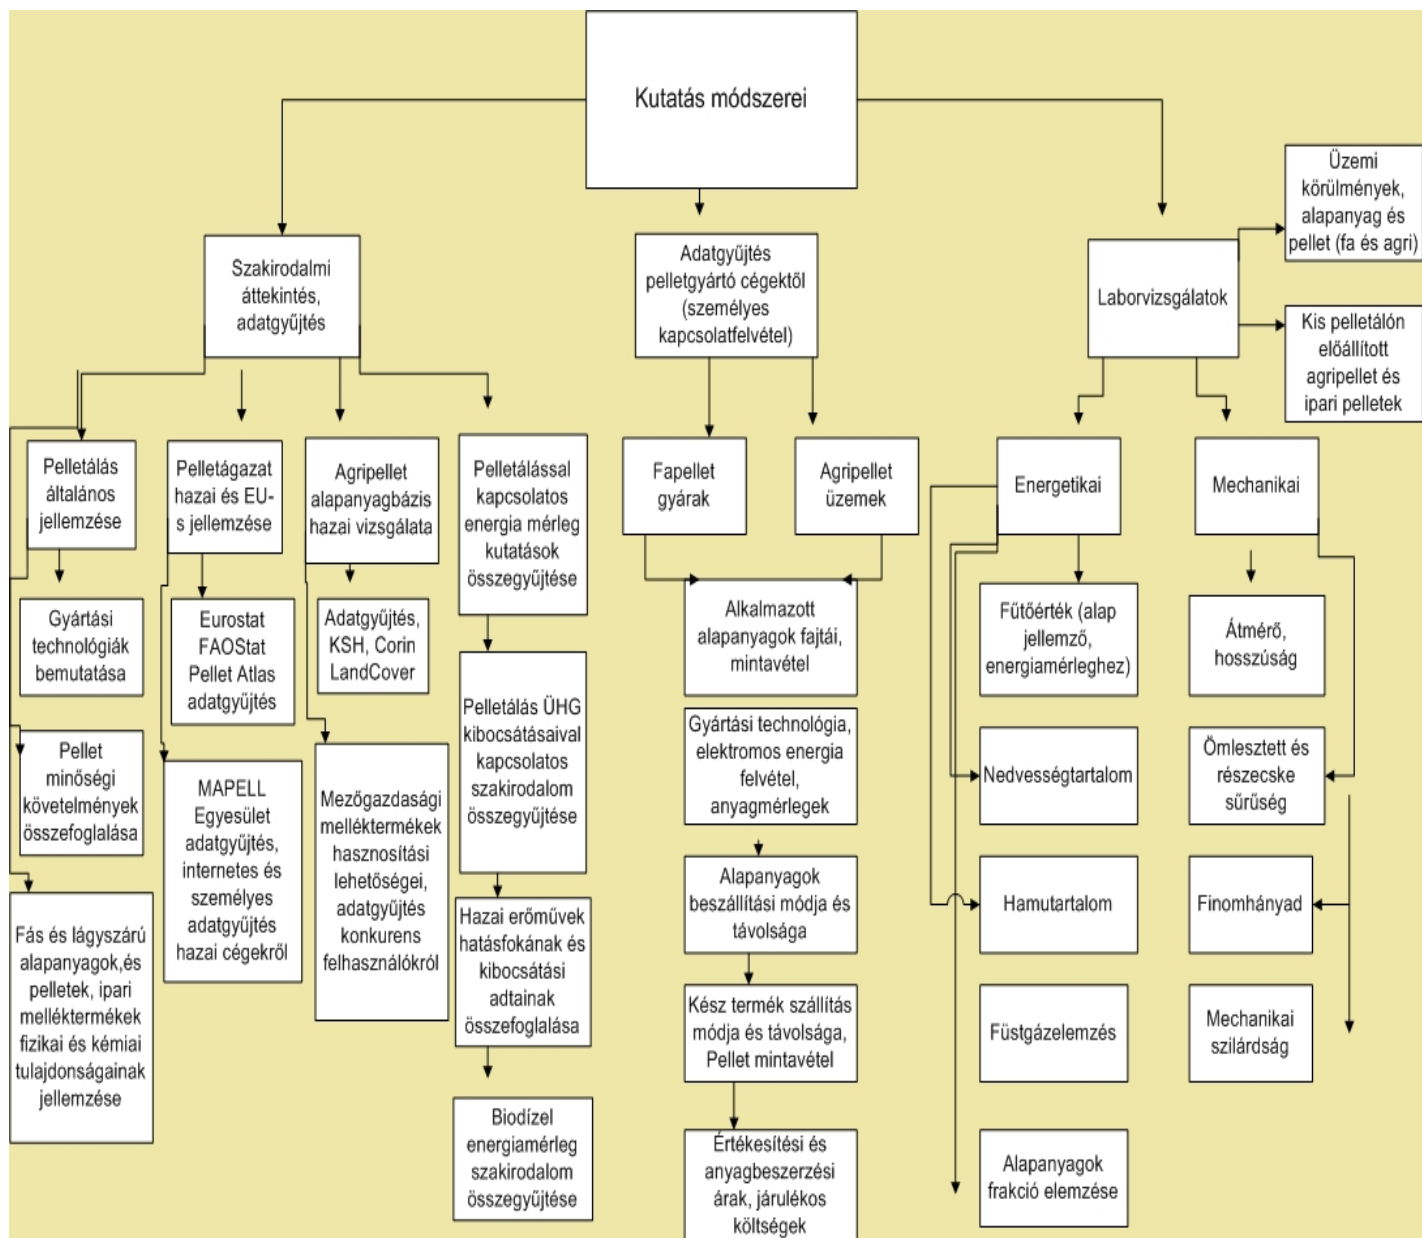 Kutatás módszerei
Szakirodalmi
áttekintés,
adatgyűjtés
Adatgyűjtés
pelletgyártó cégektől
(személyes
kapcsolatfelvétel)
Laborvizsgálatok
Üzemi
körülmények,
alapanyag és
pellet (fa és agri)
Kis pelletálón
előállított
agripellet és
ipari pelletek
Pelletálás
általános
jellemzése
Pelletágazat
hazai és EU-
s jellemzése
Agripellet
alapanyagbázis
hazai vizsgálata
Pelletálással
kapcsolatos
energia mérleg
kutatások
összegyűjtése
Fapellet
gyárak
Agripellet
üzemek
Energetikai
Mechanikai
Gyártási
technológiák
bemutatása
Eurostat
FAOStat
Pellet Atlas
adatgyűjtés
Adatgyűjtés,
KSH, Corin
LandCover
Alkalmazott
alapanyagok fajtái,
mintavétel
Fűtőérték (alap
jellemző,
energiamérleghez)
Átmérő,
hosszúság
Pellet
minőségi
követelmények
összefoglalása
MAPELL
Egyesület
adatgyűjtés,
internetes és
személyes
adatgyűjtés
hazai cégekről
Mezőgazdasági
melléktermékek
hasznosítási
lehetőségei,
adatgyűjtés
konkurens
felhasználókról
Pelletálás ÜHG
kibocsátásaival
kapcsolatos
szakirodalom
összegyűjtése
Gyártási technológia,
elektromos energia
felvétel,
anyagmérlegek
Nedvességtartalom
Ömlesztett és
részecske
sűrűség
Fás és lágyszárú
alapanyagok,és
pelletek, ipari
melléktermékek
fizikai és kémiai
tulajdonságainak
jellemzése
Hazai erőművek
hatásfokának és
kibocsátási
adtainak
összefoglalása
Alapanyagok
beszállítási módja és
távolsága
Hamutartalom
Finomhányad
Kész termék szállítás
módja és távolsága,
Pellet mintavétel
Füstgázelemzés
Mechanikai
szilárdság
Biodízel
energiamérleg
szakirodalom
összegyűjtése
Értékesítési és
anyagbeszerzési
árak, járulékos
költségek
Alapanyagok
frakció elemzése